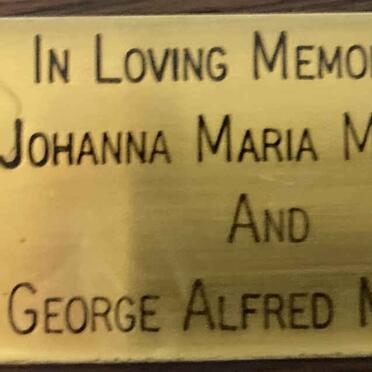 IN LOVING MEMO
JOHANNA MARIA M
AND
GEORGE ALFRED